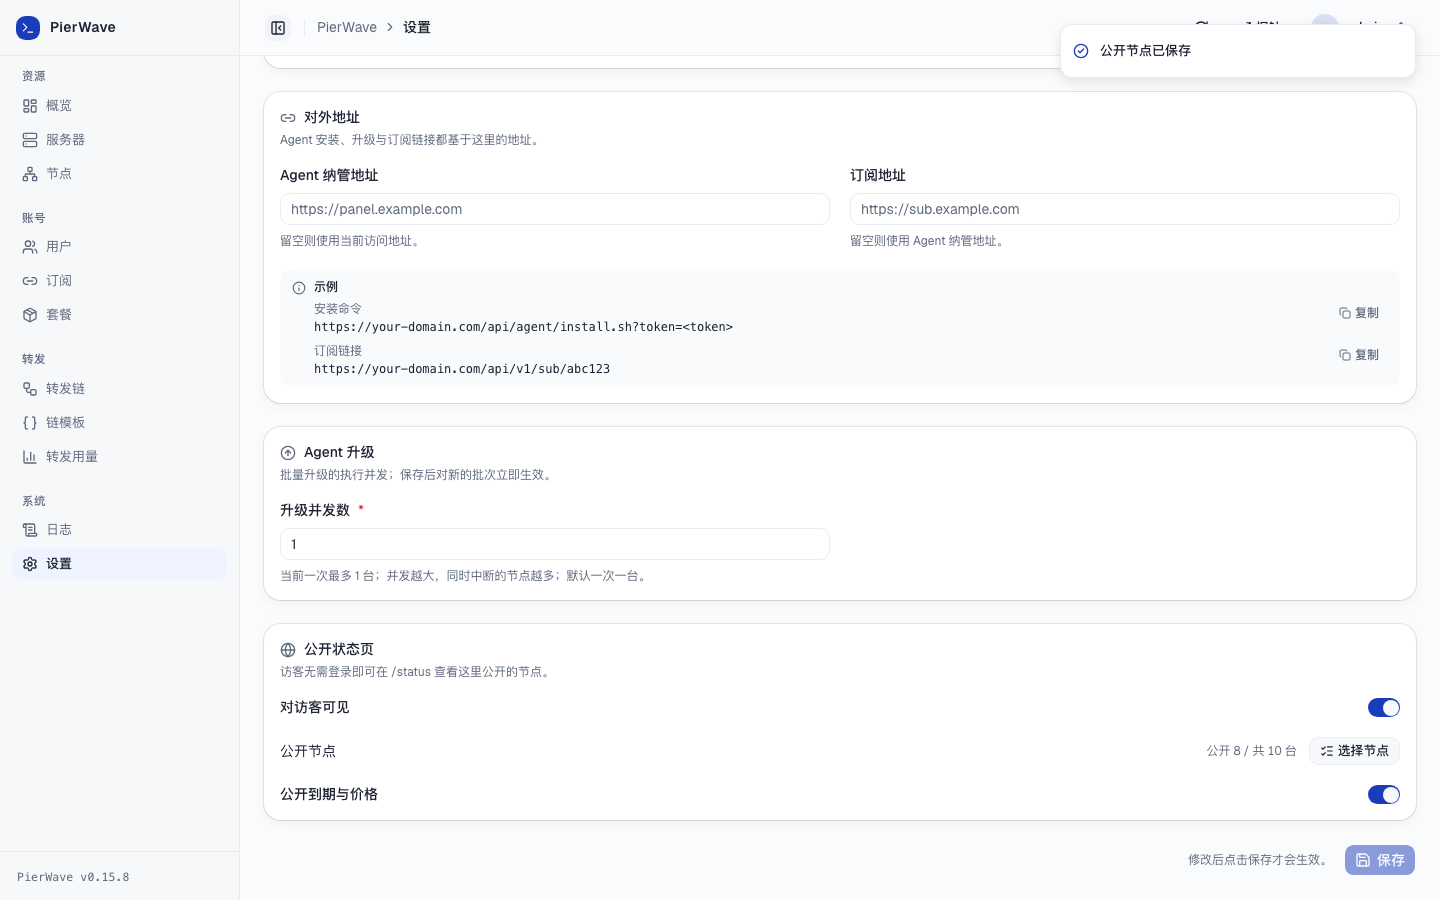 PierWave
PierWave > 设置
公开节点已保存
资源
概览
服务器
节点
账号
用户
订阅
套餐
转发
转发链
链模板
转发用量
系统
日志
设置
PierWave v0.15.8
对外地址
Agent 安装、升级与订阅链接都基于这里的地址。
Agent 纳管地址
https://panel.example.com
留空则使用当前访问地址。
订阅地址
https://sub.example.com
留空则使用 Agent 纳管地址。
示例
安装命令
https://your-domain.com/api/agent/install.sh?token=<token>
复制
订阅链接
https://your-domain.com/api/v1/sub/abc123
复制
Agent 升级
批量升级的执行并发；保存后对新的批次立即生效。
升级并发数 *
1
当前一次最多 1 台；并发越大，同时中断的节点越多；默认一次一台。
公开状态页
访客无需登录即可在 /status 查看这里公开的节点。
对访客可见
公开节点
公开 8 / 共 10 台
选择节点
公开到期与价格
修改后点击保存才会生效。
保存